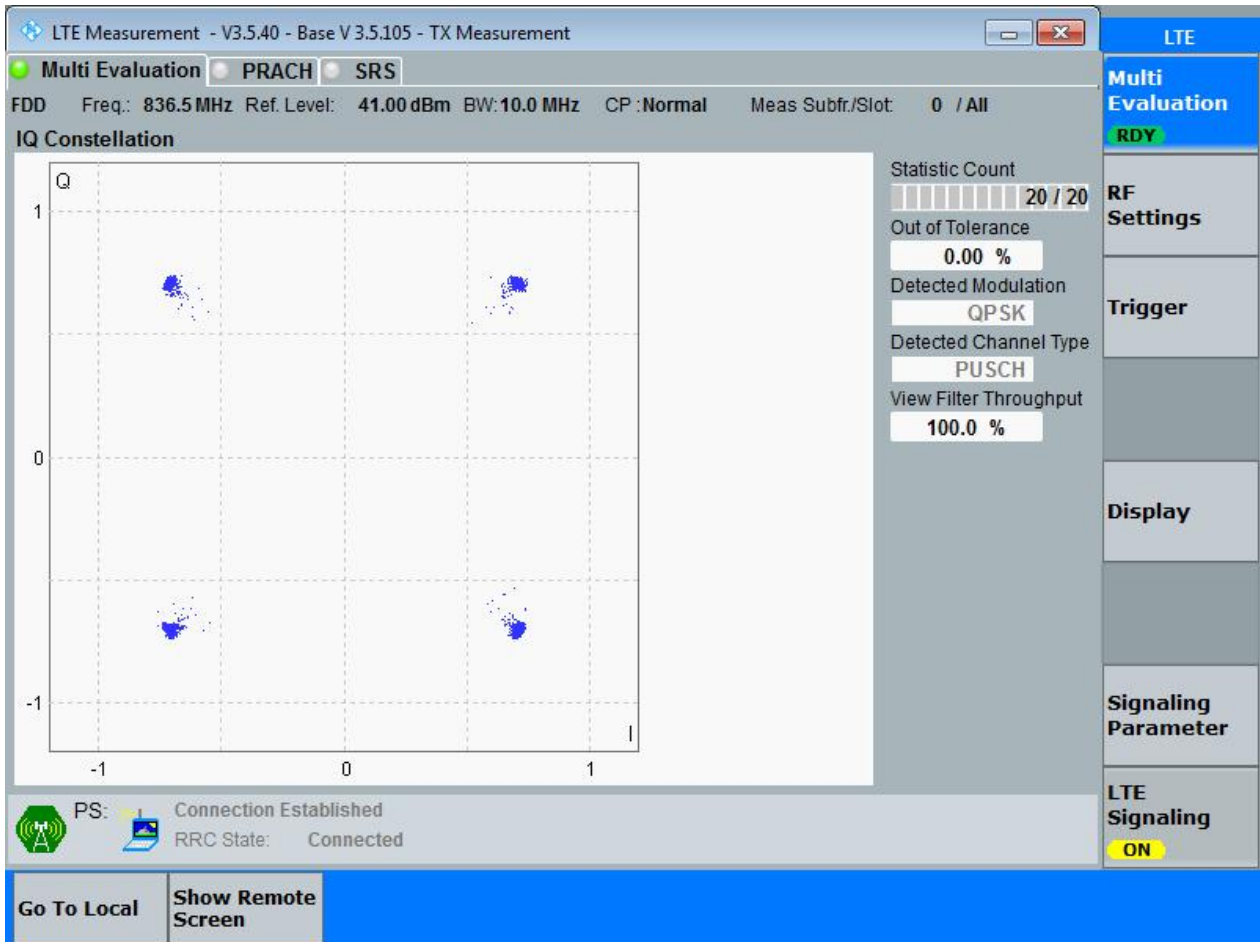 LTE Measurement - V3.5.40 - Base V 3.5.105 - TX Measurement
LTE
Multi Evaluation PRACH SRS
Multi
Evaluation
RDY
FDD Freq.: 836.5 MHz Ref. Level: 41.00 dBm BW: 10.0 MHz CP : Normal Meas Subfr./Slot: 0 / All
IQ Constellation
Q
1
0
-1
I
-1 0 1
Statistic Count
20 / 20
Out of Tolerance
0.00 %
Detected Modulation
QPSK
Detected Channel Type
PUSCH
View Filter Throughput
100.0 %
RF
Settings
Trigger
Display
Signaling
Parameter
LTE
Signaling
ON
PS: Connection Established
RRC State: Connected
Go To Local
Show Remote
Screen